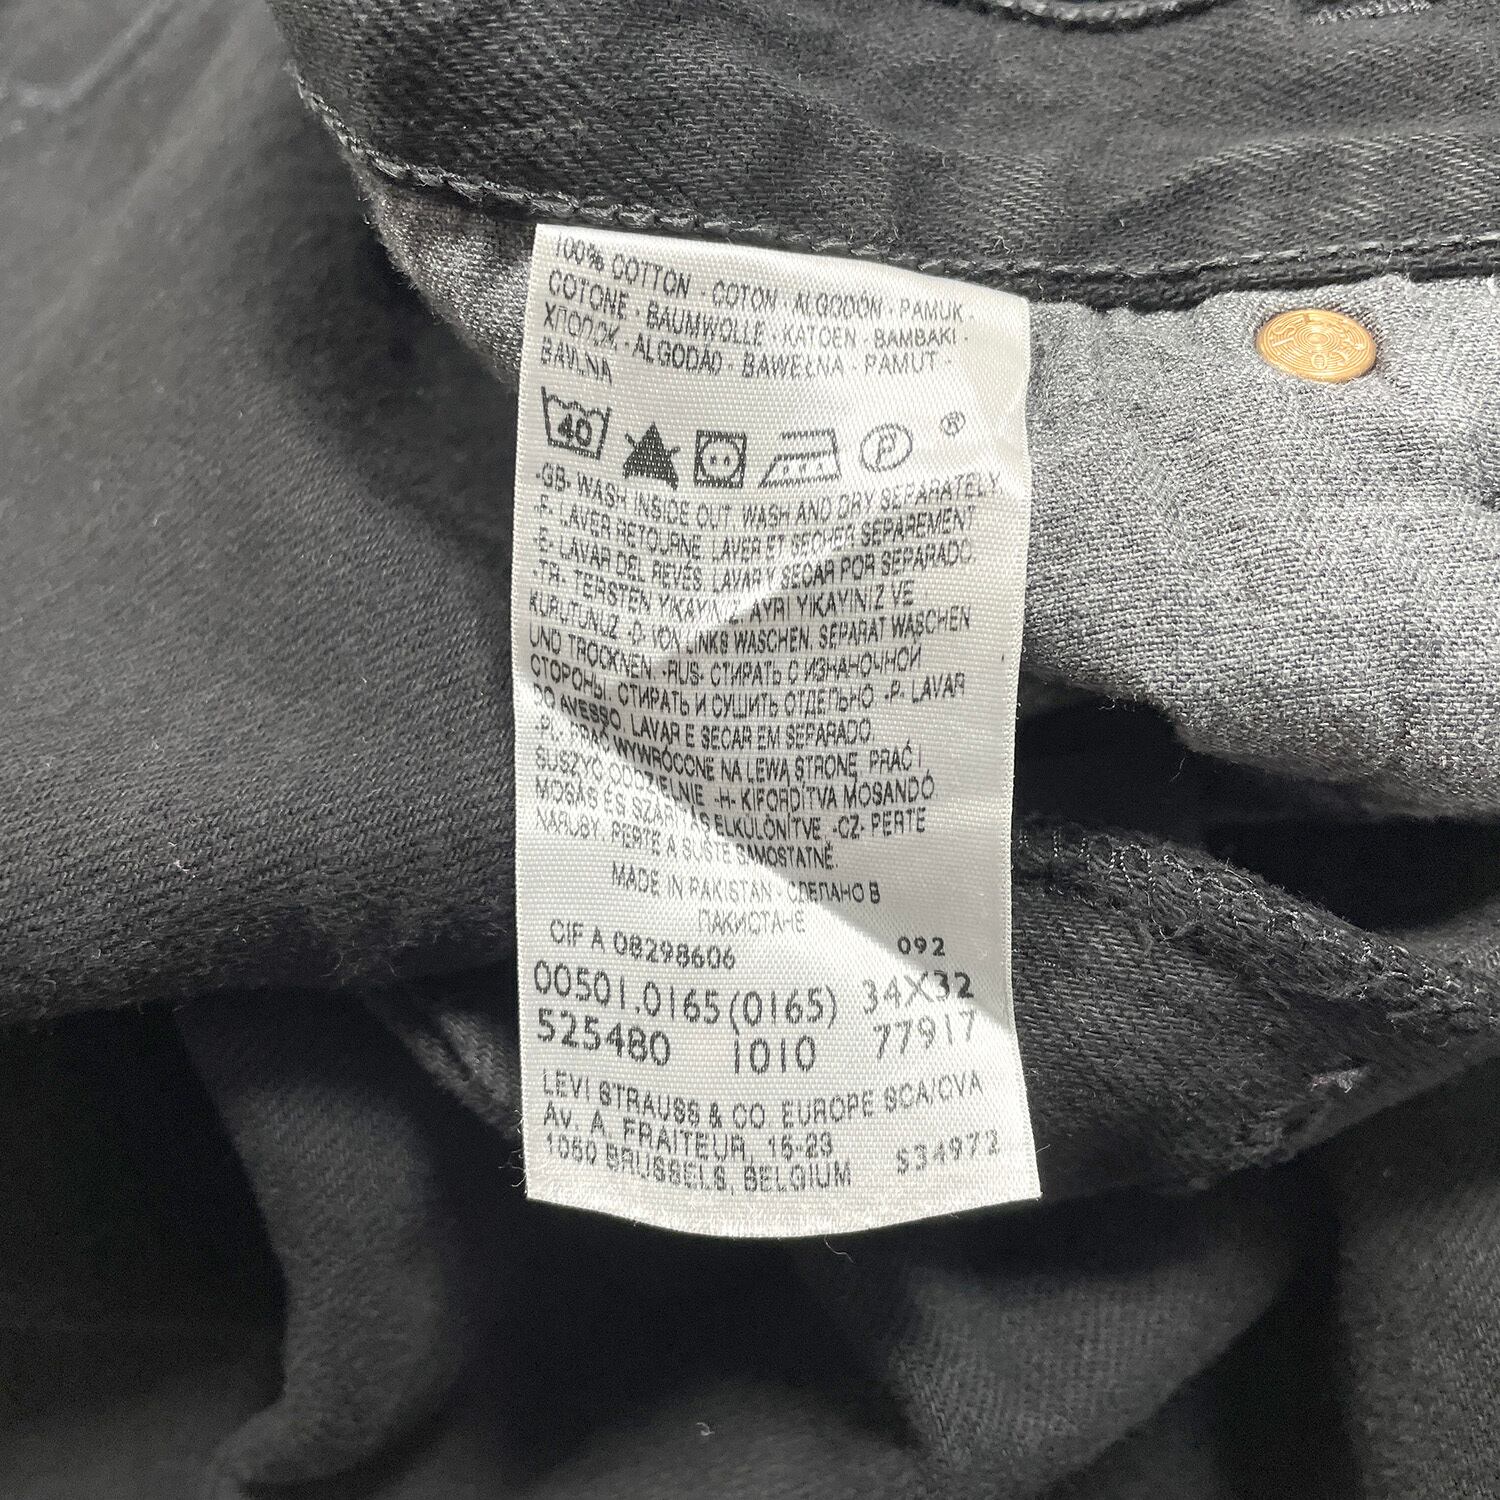 100% COTTON - COTON - ALGODÓN - PAMUK -
COTONE - BAUMWOLLE - KATOEN - BAMBAKI -
ХЛОПОК - ALGODÃO - BAWEŁNA - PAMUT -
BAVLNA
40 P ®
-GB- WASH INSIDE OUT. WASH AND DRY SEPARATELY.
-F- LAVER RETOURNE. LAVER ET SECHER SEPAREMENT
-E- LAVAR DEL REVÉS. LAVAR Y SECAR POR SEPARADO.
-TR- TERSTEN YIKAYINIZ. AYRI YIKAYINIZ VE
KURUTUNUZ -D- VON LINKS WASCHEN. SEPARAT WASCHEN
UND TROCKNEN. -RUS- СТИРАТЬ С ИЗНАНОЧНОЙ
СТОРОНЫ. СТИРАТЬ И СУШИТЬ ОТДЕЛЬНО -P- LAVAR
DO AVESSO. LAVAR E SECAR EM SEPARADO
-PL- PRAĆ WYWRÓCONE NA LEWĄ STRONĘ. PRAĆ I
SUSZYĆ ODDZIELNIE -H- KIFORDÍTVA MOSANDÓ
MOSÁS ÉS SZÁRÍTÁS ELKÜLÖNÍTVE. -CZ- PERTE
NARUBY. PERTE A SUŠTE SAMOSTATNĚ.
MADE IN PAKISTAN - СДЕЛАНО В
ПАКИСТАНЕ
CIF A 08298606 092
00501.0165(0165) 34X32
525480 1010 77917
LEVI STRAUSS & CO. EUROPE SCA/CVA
AV. A. FRAITEUR, 15-23
1050 BRUSSELS, BELGIUM S34972